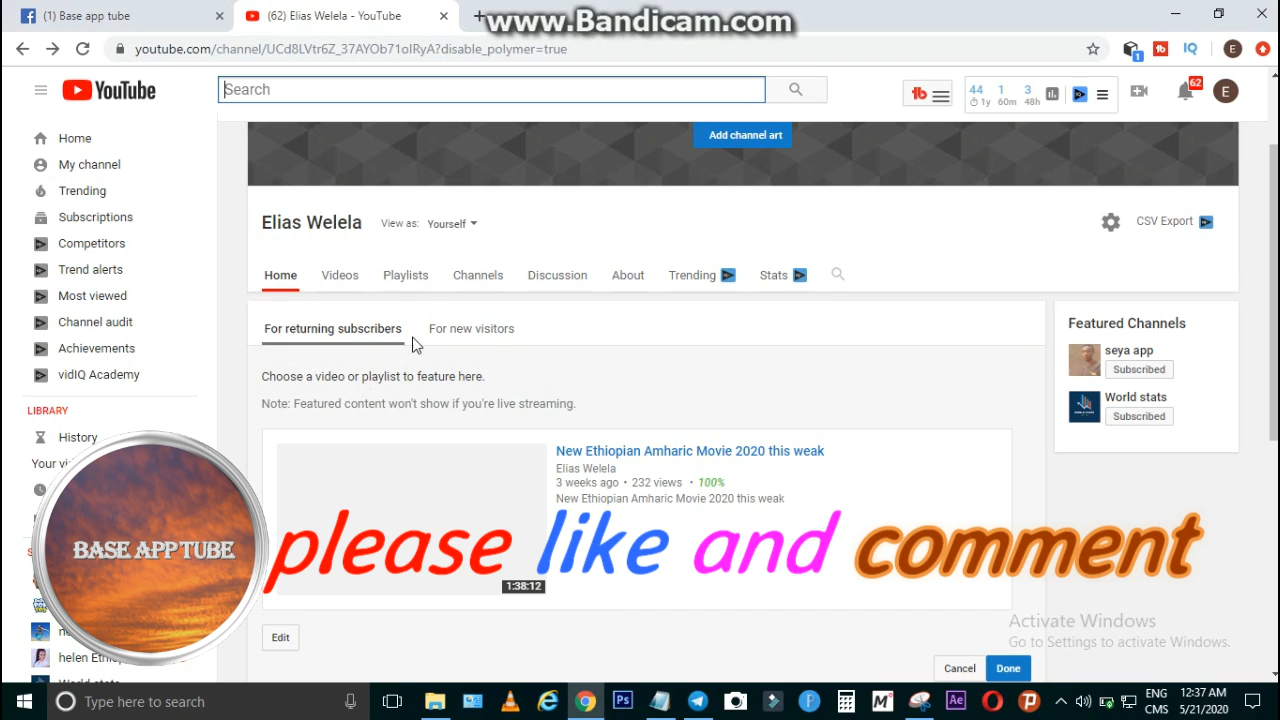 (1) Base app tube
(62) Elias Welela - YouTube
www.Bandicam.com
youtube.com/channel/UCd8LVtr6Z_37AYOb71oIRyA?disable_polymer=true
1
IQ
E
YouTube
Search
44 1 3
1y 60m 48h
62
E
Home
My channel
Trending
Subscriptions
Competitors
Trend alerts
Most viewed
Channel audit
Achievements
vidIQ Academy
LIBRARY
History
Add channel art
Elias Welela
View as: Yourself
CSV Export
Home Videos Playlists Channels Discussion About Trending Stats
For returning subscribers For new visitors
Choose a video or playlist to feature here.
Note: Featured content won't show if you're live streaming.
New Ethiopian Amharic Movie 2020 this weak
Elias Welela
3 weeks ago • 232 views • 100%
New Ethiopian Amharic Movie 2020 this weak
1:38:12
Edit
Cancel Done
Featured Channels
seya app
Subscribed
World stats
Subscribed
BASE APP TUBE
please like and comment
helen
Activate Windows
Go to Settings to activate Windows.
Type here to search
Ps
Ae
ENG
CMS
12:37 AM
5/21/2020